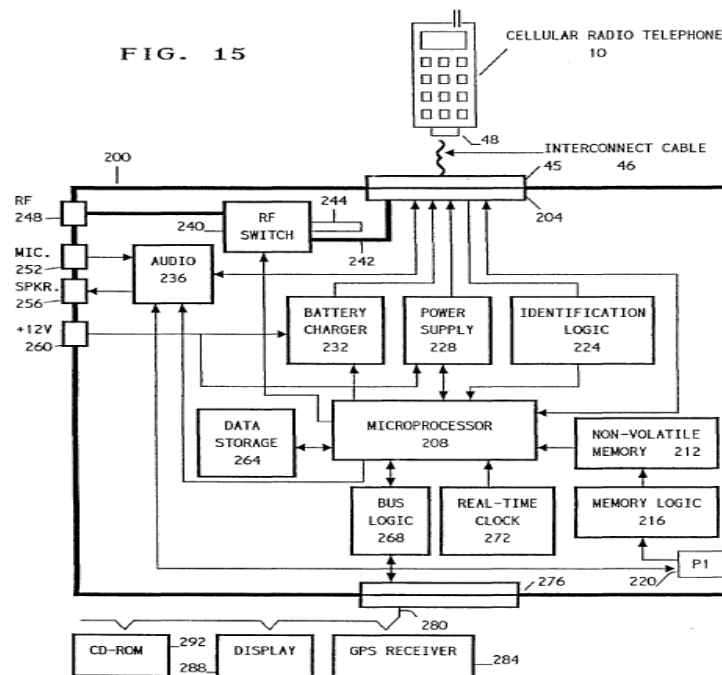 FIG. 15
CELLULAR RADIO TELEPHONE
10
48
INTERCONNECT CABLE
46
45
204
200
RF
248
240
RF
SWITCH
244
242
MIC.
252
AUDIO
236
SPKR.
256
+12V
260
BATTERY
CHARGER
232
POWER
SUPPLY
228
IDENTIFICATION
LOGIC
224
DATA
STORAGE
264
MICROPROCESSOR
208
NON-VOLATILE
MEMORY 212
BUS
LOGIC
268
REAL-TIME
CLOCK
272
MEMORY LOGIC
216
P1
220
276
280
CD-ROM
292
288
DISPLAY
GPS RECEIVER
284